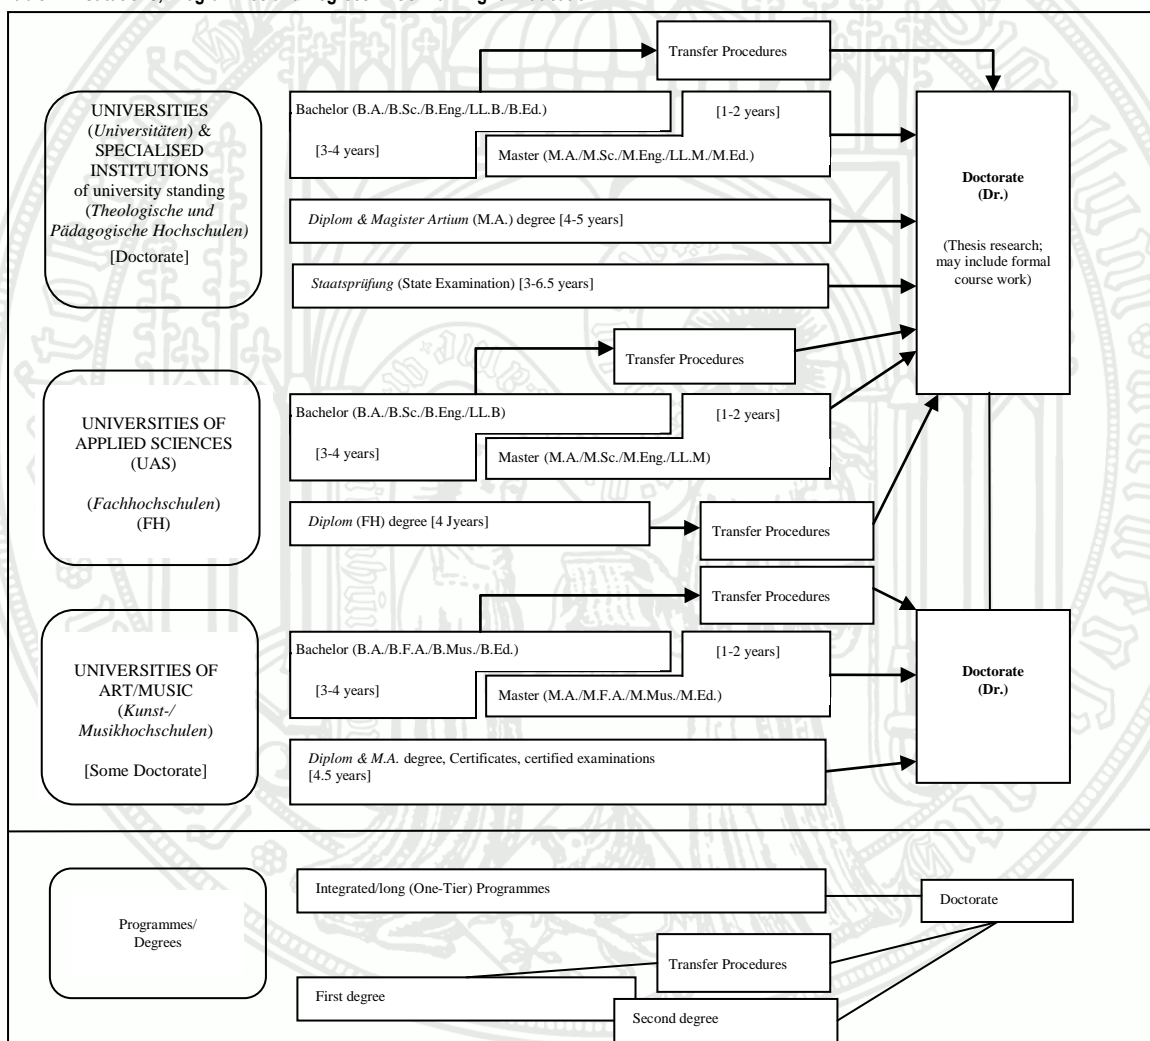 Transfer Procedures
UNIVERSITIES
(Universitäten) &
SPECIALISED
INSTITUTIONS
of university standing
(Theologische und
Pädagogische Hochschulen)
[Doctorate]
Bachelor (B.A./B.Sc./B.Eng./LL.B./B.Ed.)
[3-4 years]
[1-2 years]
Master (M.A./M.Sc./M.Eng./LL.M./M.Ed.)
Diplom & Magister Artium (M.A.) degree [4-5 years]
Staatsprüfung (State Examination) [3-6.5 years]
Doctorate
(Dr.)
(Thesis research;
may include formal
course work)
UNIVERSITIES OF
APPLIED SCIENCES
(UAS)
(Fachhochschulen)
(FH)
Transfer Procedures
Bachelor (B.A./B.Sc./B.Eng./LL.B)
[3-4 years]
[1-2 years]
Master (M.A./M.Sc./M.Eng./LL.M)
Diplom (FH) degree [4 Jyears]
Transfer Procedures
UNIVERSITIES OF
ART/MUSIC
(Kunst-/
Musikhochschulen)
[Some Doctorate]
Transfer Procedures
Bachelor (B.A./B.F.A./B.Mus./B.Ed.)
[3-4 years]
[1-2 years]
Master (M.A./M.F.A./M.Mus./M.Ed.)
Diplom & M.A. degree, Certificates, certified examinations
[4.5 years]
Doctorate
(Dr.)
Programmes/
Degrees
Integrated/long (One-Tier) Programmes
Doctorate
Transfer Procedures
First degree
Second degree